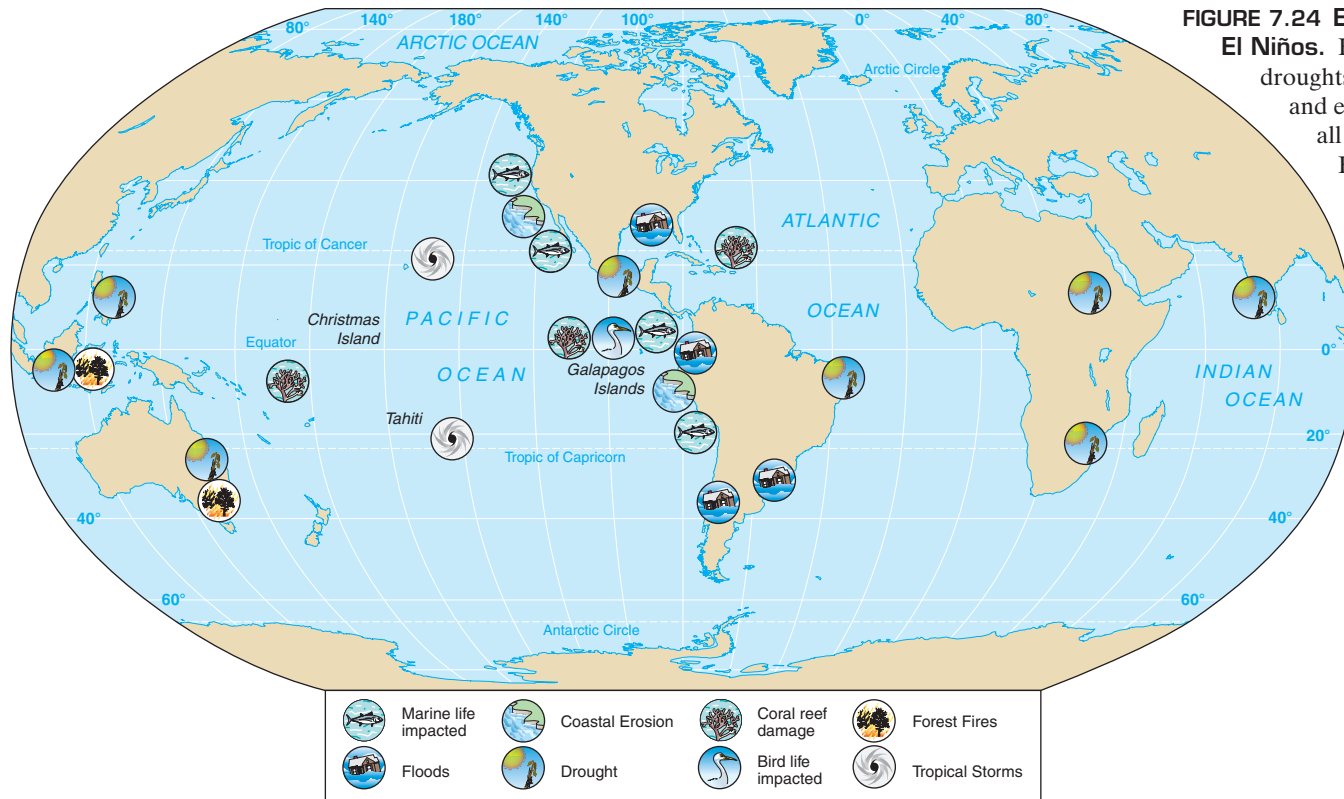 FIGURE 7.24
El Niños.
droughts
and e
all
80°
140°
180°
140°
100°
0°
40°
80°
ARCTIC OCEAN
Arctic Circle
ATLANTIC
OCEAN
Tropic of Cancer
Christmas
Island
PACIFIC
OCEAN
Equator
Galapagos
Islands
0°
INDIAN
OCEAN
Tahiti
Tropic of Capricorn
20°
40°
40°
60°
60°
Antarctic Circle
Marine life
impacted
Coastal Erosion
Coral reef
damage
Forest Fires
Floods
Drought
Bird life
impacted
Tropical Storms